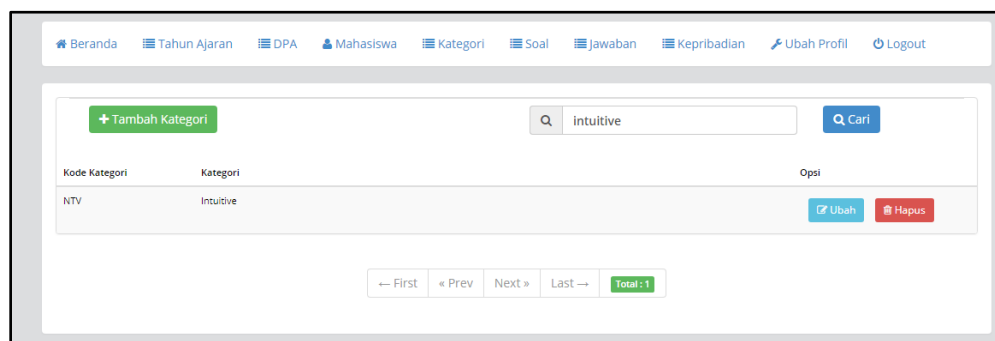 Beranda Tahun Ajaran DPA Mahasiswa Kategori Soal Jawaban Kepribadian Ubah Profil Logout
+ Tambah Kategori intuitive Cari
Kode Kategori Kategori Opsi
NTV Intuitive Ubah Hapus
← First « Prev Next » Last → Total : 1